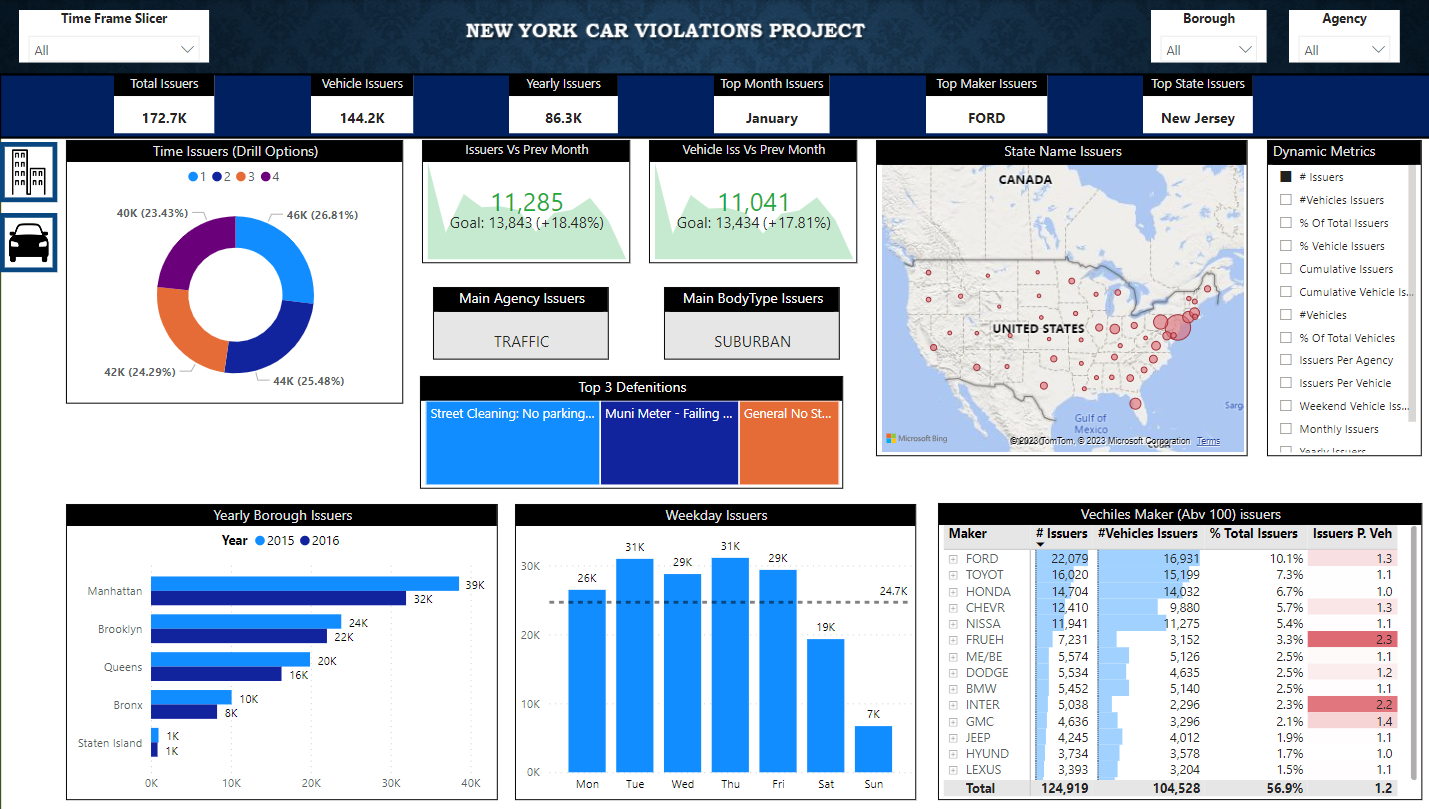 Time Frame Slicer
All
NEW YORK CAR VIOLATIONS PROJECT
Borough
All
Agency
All
Total Issuers
172.7K
Vehicle Issuers
144.2K
Yearly Issuers
86.3K
Top Month Issuers
January
Top Maker Issuers
FORD
Top State Issuers
New Jersey
Time Issuers (Drill Options)
1 2 3 4
40K (23.43%)
46K (26.81%)
42K (24.29%)
44K (25.48%)
Issuers Vs Prev Month
11,285
Goal: 13,843 (+18.48%)
Vehicle Iss Vs Prev Month
11,041
Goal: 13,434 (+17.81%)
Main Agency Issuers
TRAFFIC
Main BodyType Issuers
SUBURBAN
Top 3 Defenitions
Street Cleaning: No parking...
Muni Meter - Failing ...
General No St...
State Name Issuers
CANADA
UNITED STATES
Gulf of
Mexico
Sarg
CUBA
Microsoft Bing
© 2023 TomTom, © 2023 Microsoft Corporation Terms
Dynamic Metrics
# Issuers
#Vehicles Issuers
% Of Total Issuers
% Vehicle Issuers
Cumulative Issuers
Cumulative Vehicle Is...
#Vehicles
% Of Total Vehicles
Issuers Per Agency
Issuers Per Vehicle
Weekend Vehicle Iss...
Monthly Issuers
Yearly Issuers
Yearly Borough Issuers
Year 2015 2016
Manhattan 39K
32K
Brooklyn 24K
22K
Queens 20K
16K
Bronx 10K
8K
Staten Island 1K
1K
0K 10K 20K 30K 40K
Weekday Issuers
30K
20K
10K
0K
26K 31K 29K 31K 29K 19K 7K
24.7K
Mon Tue Wed Thu Fri Sat Sun
Vechiles Maker (Abv 100) issuers
Maker # Issuers #Vehicles Issuers % Total Issuers Issuers P. Veh
FORD 22,079 16,931 10.1% 1.3
TOYOT 16,020 15,199 7.3% 1.1
HONDA 14,704 14,032 6.7% 1.0
CHEVR 12,410 9,880 5.7% 1.3
NISSA 11,941 11,275 5.4% 1.1
FRUEH 7,231 3,152 3.3% 2.3
ME/BE 5,574 5,126 2.5% 1.1
DODGE 5,534 4,635 2.5% 1.2
BMW 5,452 5,140 2.5% 1.1
INTER 5,038 2,296 2.3% 2.2
GMC 4,636 3,296 2.1% 1.4
JEEP 4,245 4,012 1.9% 1.1
HYUND 3,734 3,578 1.7% 1.0
LEXUS 3,393 3,204 1.5% 1.1
Total 124,919 104,528 56.9% 1.2